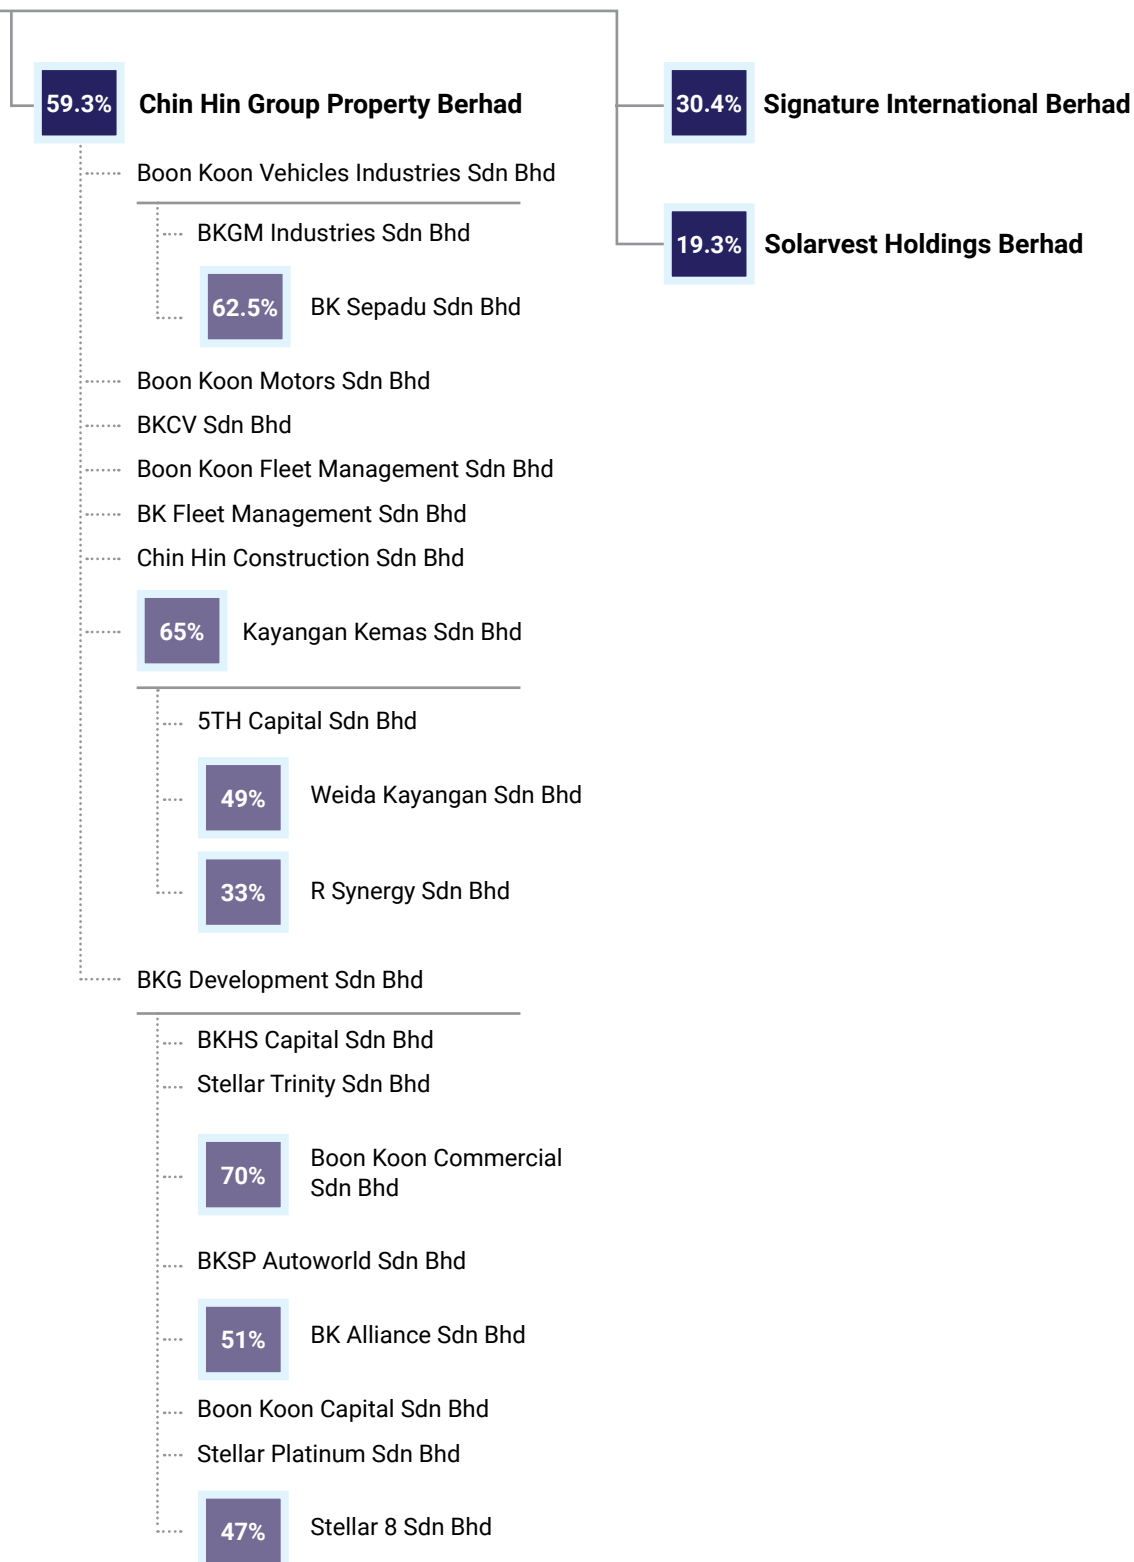 59.3% Chin Hin Group Property Berhad
Boon Koon Vehicles Industries Sdn Bhd
BKGM Industries Sdn Bhd
62.5% BK Sepadu Sdn Bhd
Boon Koon Motors Sdn Bhd
BKCV Sdn Bhd
Boon Koon Fleet Management Sdn Bhd
BK Fleet Management Sdn Bhd
Chin Hin Construction Sdn Bhd
65% Kayangan Kemas Sdn Bhd
5TH Capital Sdn Bhd
49% Weida Kayangan Sdn Bhd
33% R Synergy Sdn Bhd
BKG Development Sdn Bhd
BKHS Capital Sdn Bhd
Stellar Trinity Sdn Bhd
70% Boon Koon Commercial
Sdn Bhd
BKSP Autoworld Sdn Bhd
51% BK Alliance Sdn Bhd
Boon Koon Capital Sdn Bhd
Stellar Platinum Sdn Bhd
47% Stellar 8 Sdn Bhd
30.4% Signature International Berhad
19.3% Solarvest Holdings Berhad